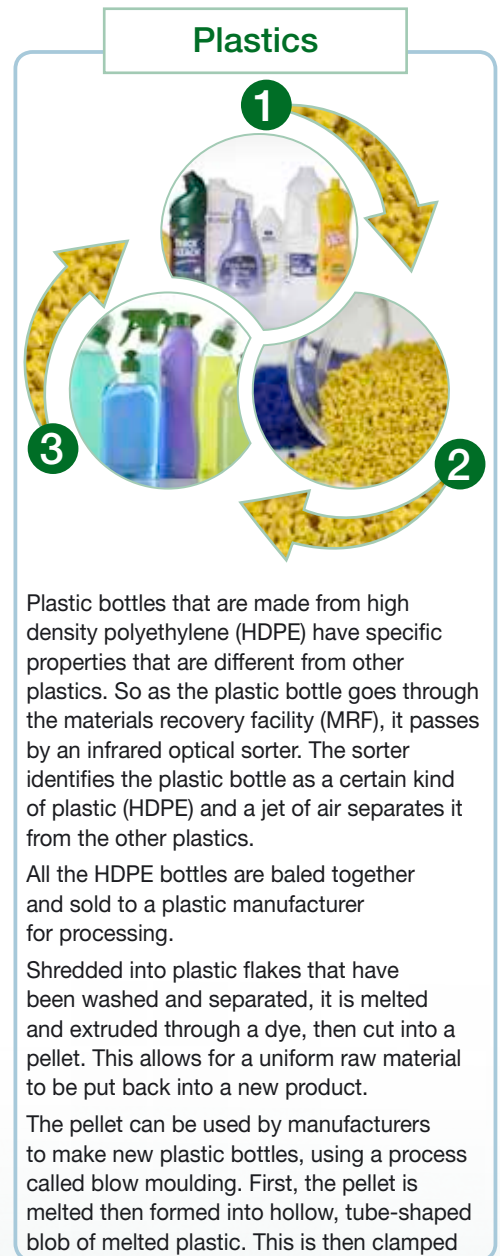 Plastics
1
THICK
BLEACH
MILK
2
3
Plastic bottles that are made from high
density polyethylene (HDPE) have specific
properties that are different from other
plastics. So as the plastic bottle goes through
the materials recovery facility (MRF), it passes
by an infrared optical sorter. The sorter
identifies the plastic bottle as a certain kind
of plastic (HDPE) and a jet of air separates it
from the other plastics.
All the HDPE bottles are baled together
and sold to a plastic manufacturer
for processing.
Shredded into plastic flakes that have
been washed and separated, it is melted
and extruded through a dye, then cut into a
pellet. This allows for a uniform raw material
to be put back into a new product.
The pellet can be used by manufacturers
to make new plastic bottles, using a process
called blow moulding. First, the pellet is
melted then formed into hollow, tube-shaped
blob of melted plastic. This is then clamped